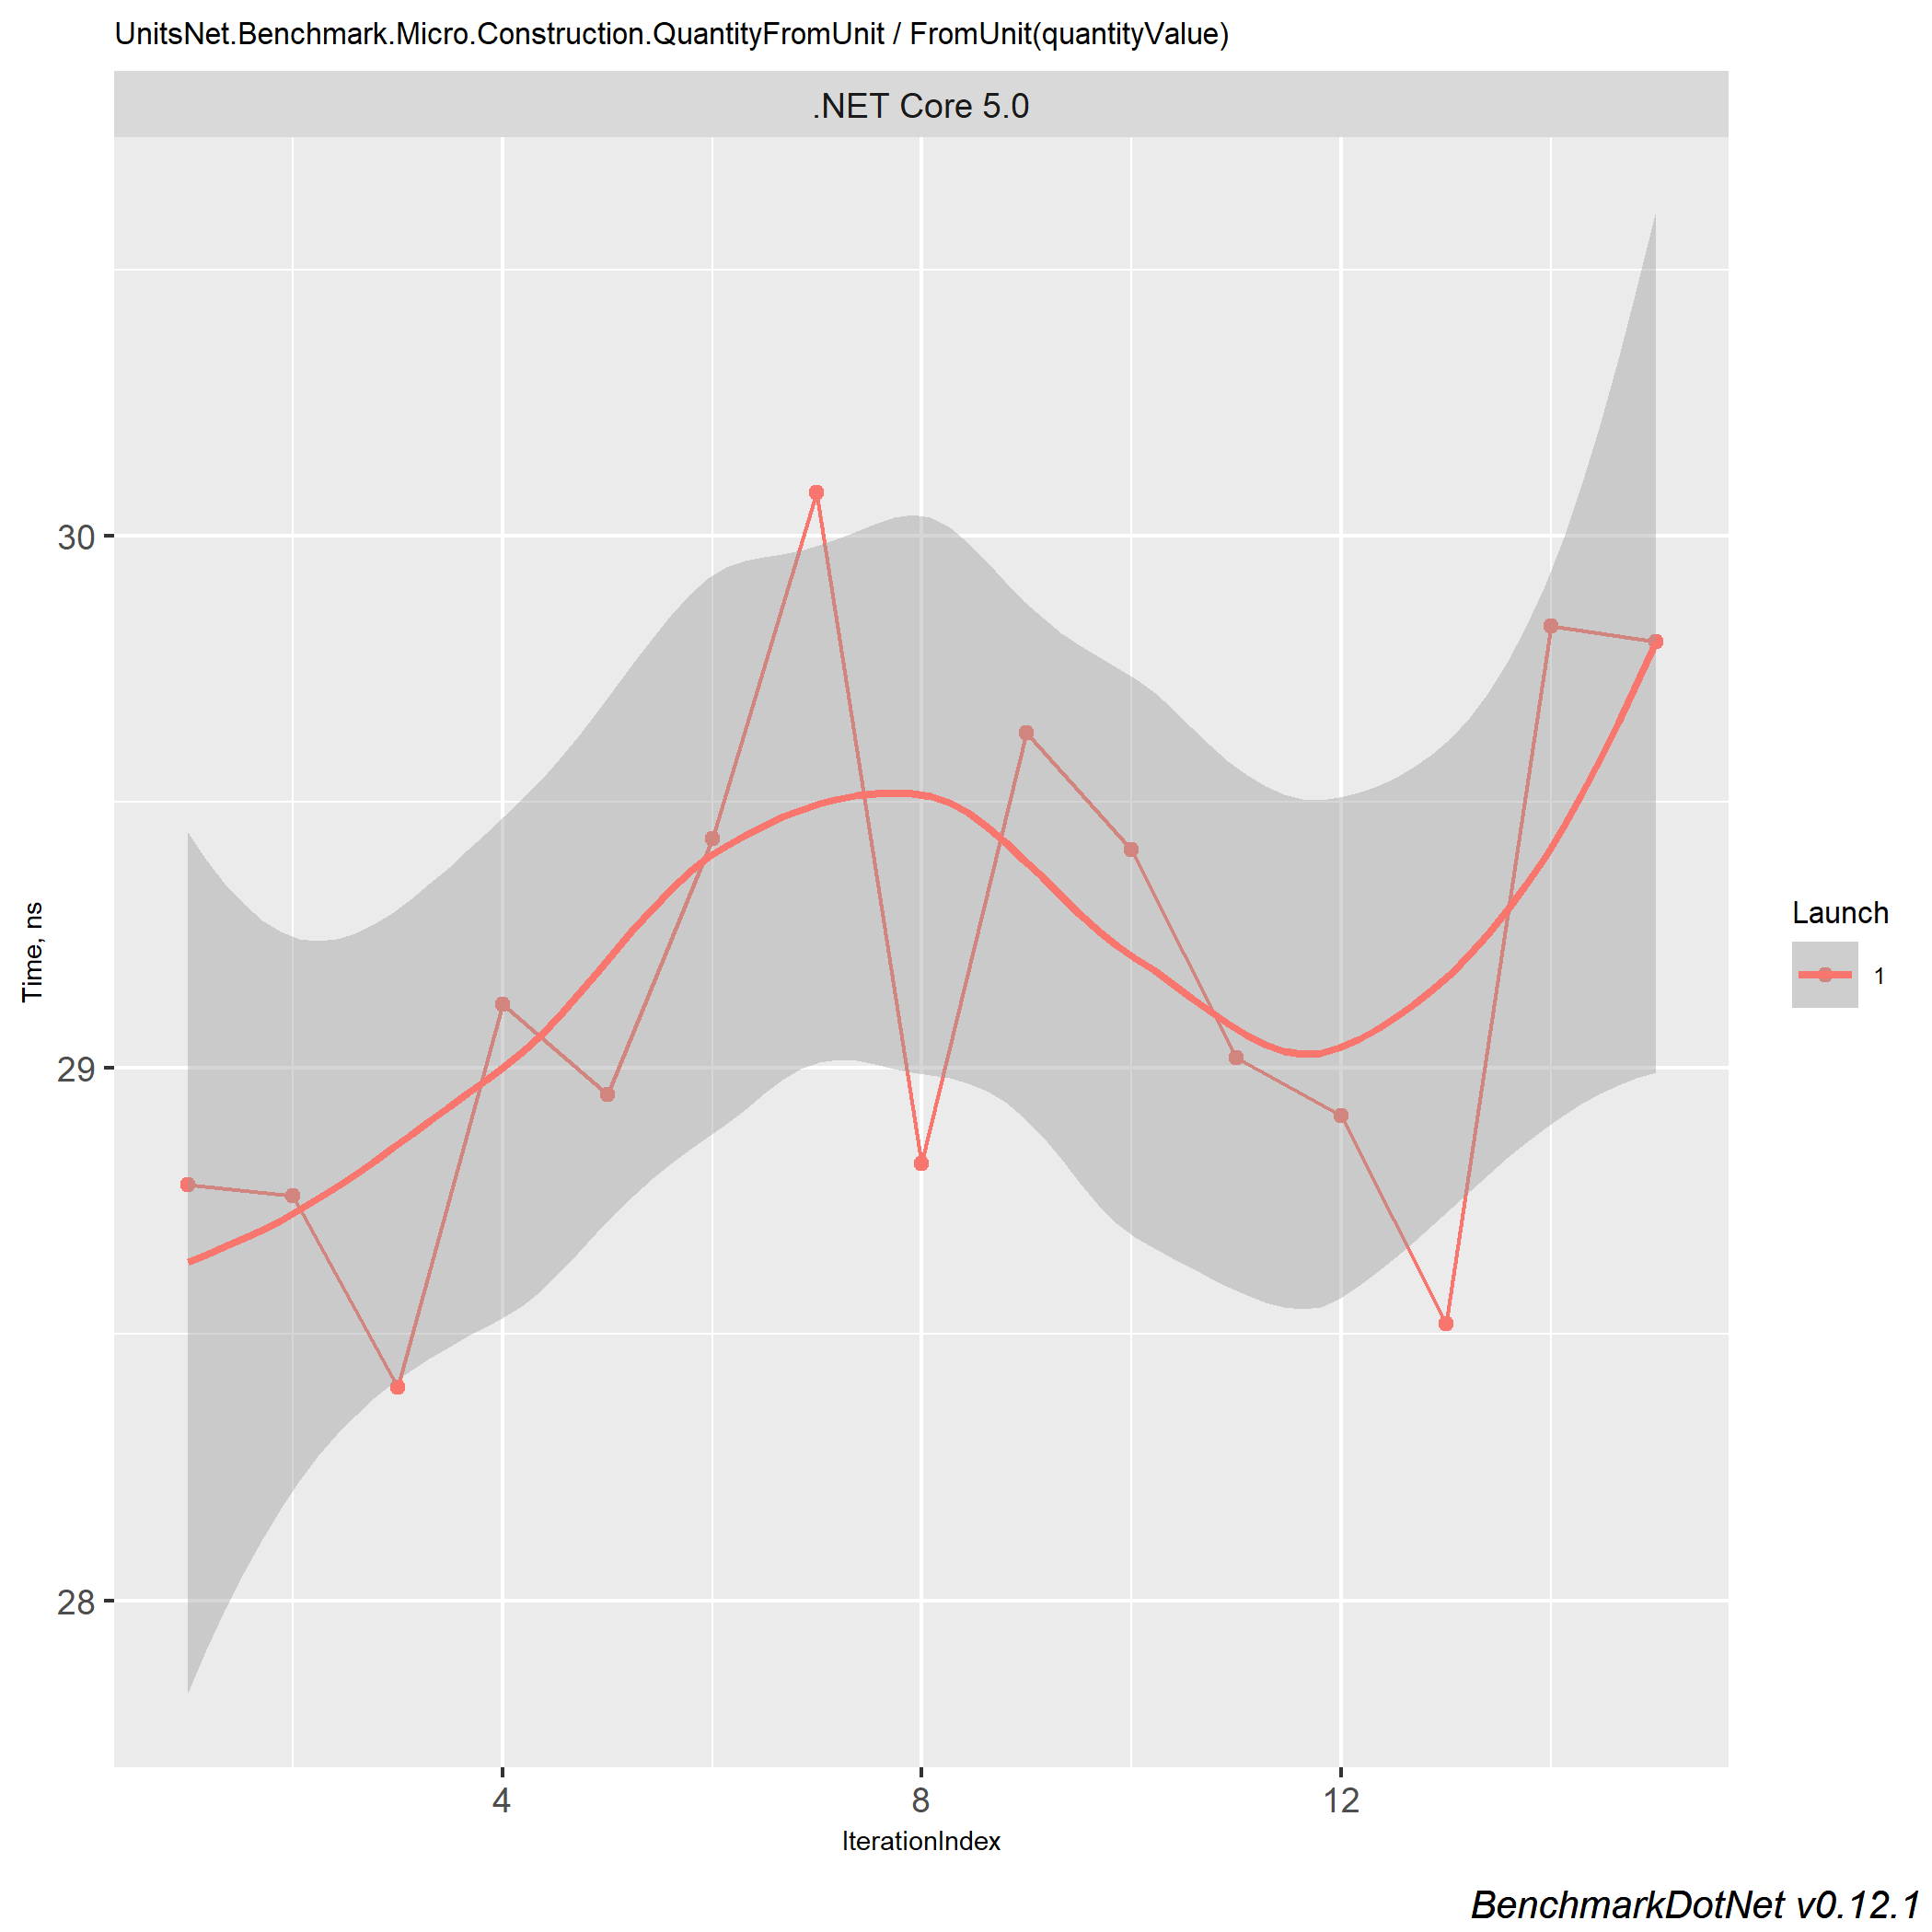 UnitsNet.Benchmark.Micro.Construction.QuantityFromUnit / FromUnit(quantityValue)
.NET Core 5.0
30
29
28
Time, ns
4 8 12
IterationIndex
Launch
1
BenchmarkDotNet v0.12.1